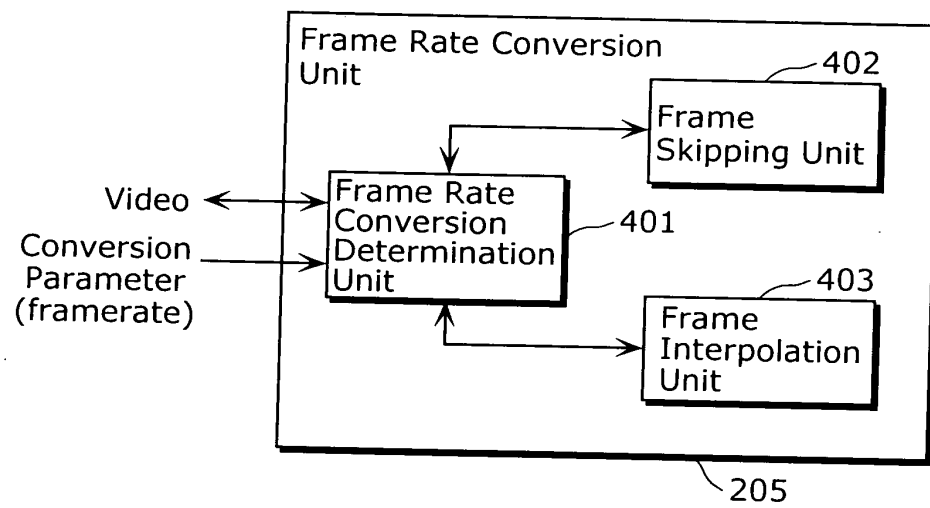 Frame Rate Conversion
Unit
402
Frame
Skipping Unit
Video
Frame Rate
Conversion
Determination
Unit
401
Conversion
Parameter
(framerate)
403
Frame
Interpolation
Unit
205